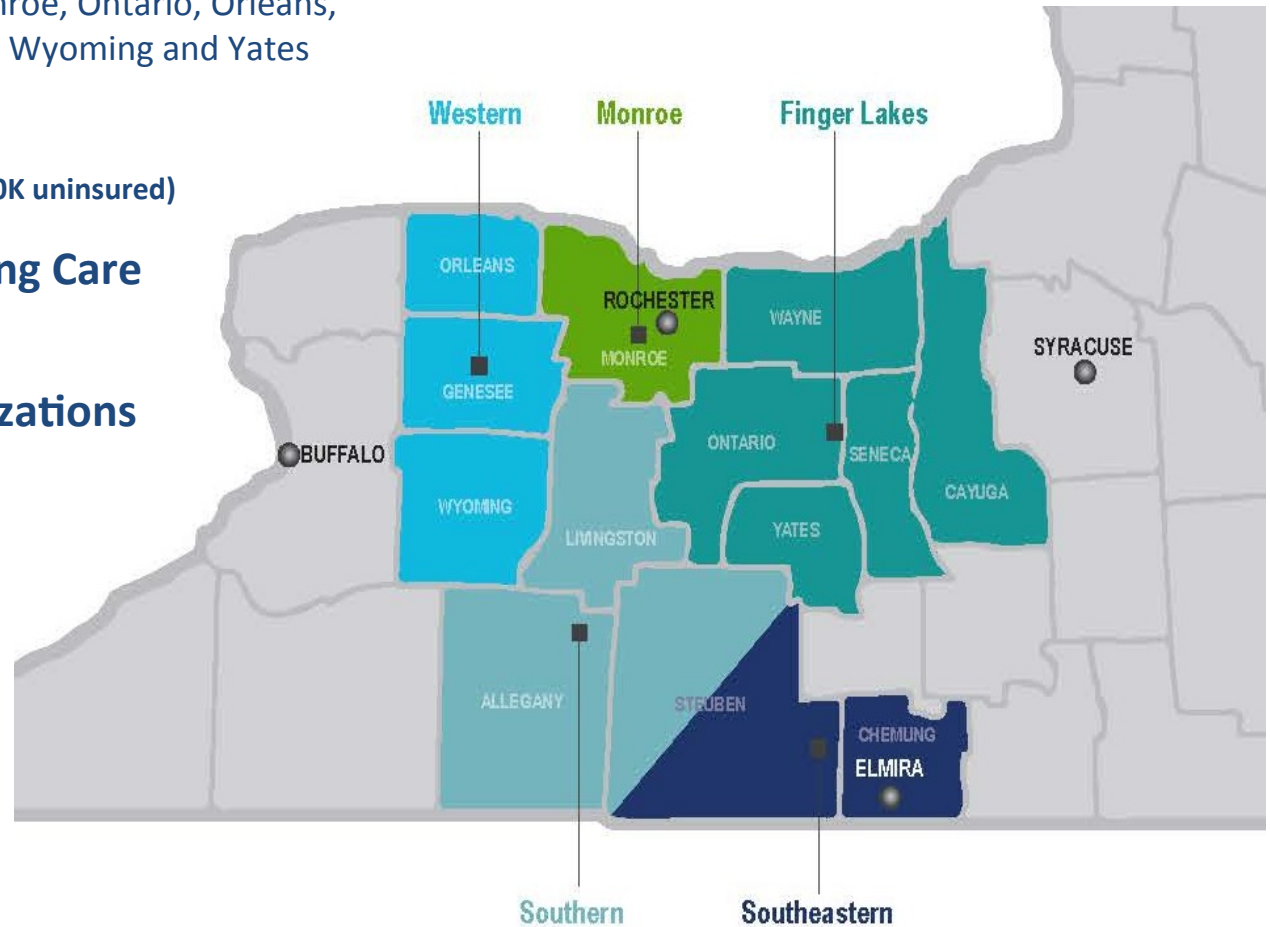 nroe, Ontario, Orleans,
Wyoming and Yates
Western
Monroe
Finger Lakes
0K uninsured)
ng Care
zations
ORLEANS
ROCHESTER
WAYNE
MONROE
SYRACUSE
GENESEE
BUFFALO
ONTARIO
SENECA
CAYUGA
WYOMING
LIVINGSTON
YATES
ALLEGANY
STEUBEN
CHEMUNG
ELMIRA
Southern
Southeastern